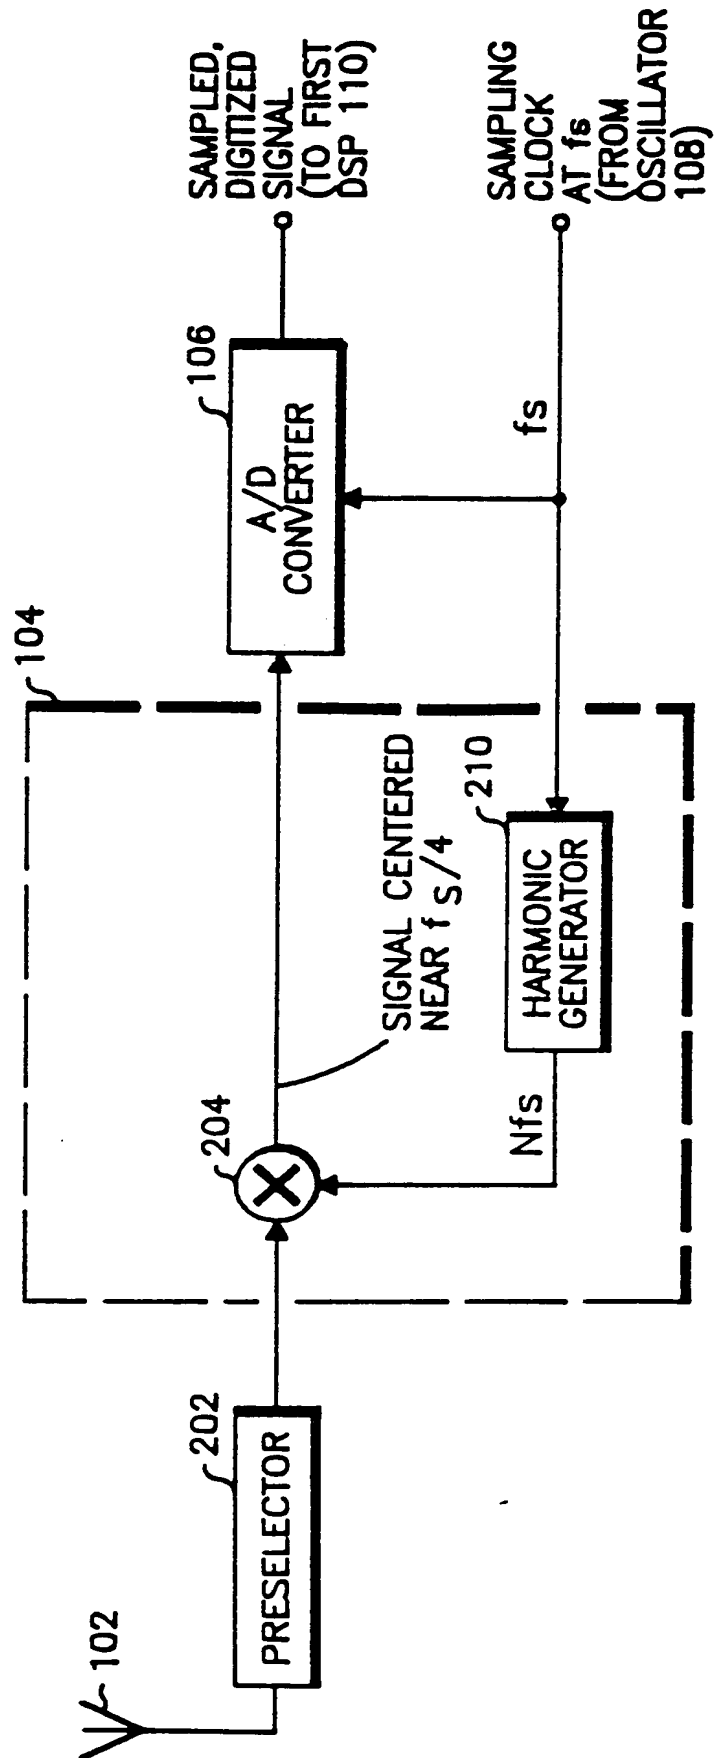 102
PRESELECTOR
202
204
104
SIGNAL CENTERED
NEAR f S/4
Nfs
HARMONIC
GENERATOR
210
A/D
CONVERTER
106
fs
SAMPLED,
DIGITIZED
SIGNAL
(TO FIRST
DSP 110)
SAMPLING
CLOCK
AT fs
(FROM
OSCILLATOR
108)